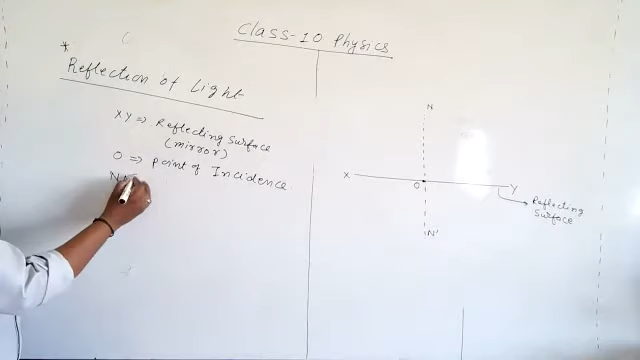 Class-10 Physics
*
Reflection of Light
XY => Reflecting Surface
(mirror)
O => point of Incidence
N
N
X
O
Y
Reflecting
Surface
N'